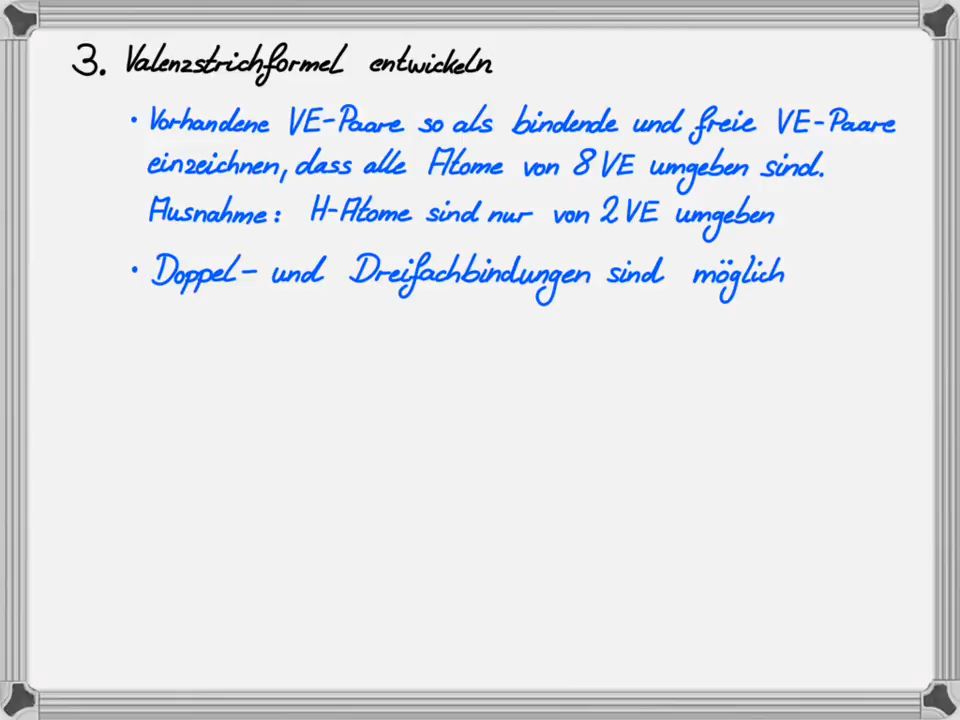 3. Valenzstrichformel entwickeln
• Vorhandene VE-Paare so als bindende und freie VE-Paare
einzeichnen, dass alle Atome von 8 VE umgeben sind.
Ausnahme: H-Atome sind nur von 2 VE umgeben
• Doppel- und Dreifachbindungen sind möglich